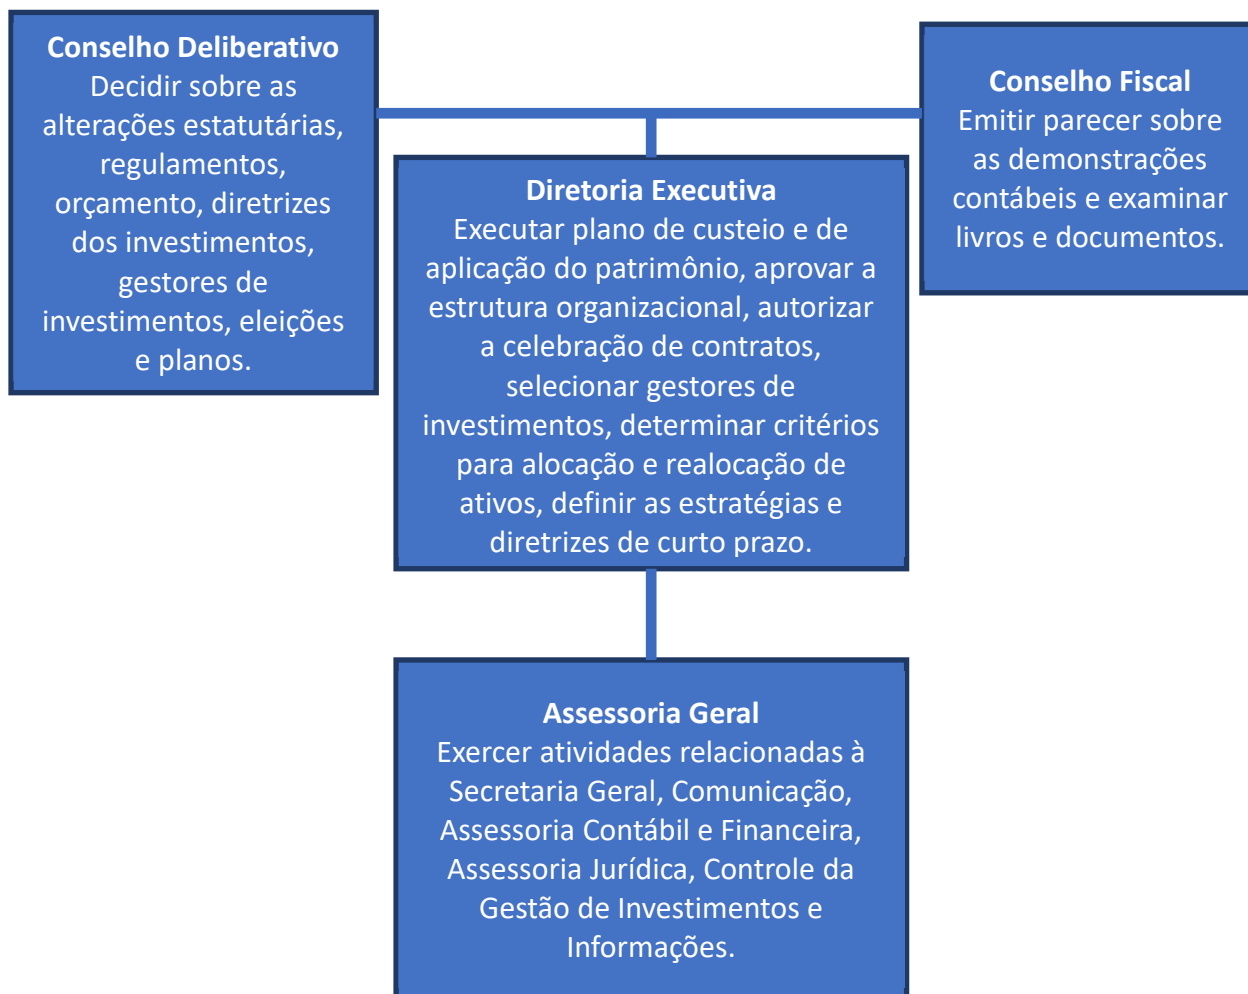 Conselho Deliberativo
Decidir sobre as
alterações estatutárias,
regulamentos,
orçamento, diretrizes
dos investimentos,
gestores de
investimentos, eleições
e planos.
Conselho Fiscal
Emitir parecer sobre
as demonstrações
contábeis e examinar
livros e documentos.
Diretoria Executiva
Executar plano de custeio e de
aplicação do patrimônio, aprovar a
estrutura organizacional, autorizar
a celebração de contratos,
selecionar gestores de
investimentos, determinar critérios
para alocação e realocação de
ativos, definir as estratégias e
diretrizes de curto prazo.
Assessoria Geral
Exercer atividades relacionadas à
Secretaria Geral, Comunicação,
Assessoria Contábil e Financeira,
Assessoria Jurídica, Controle da
Gestão de Investimentos e
Informações.